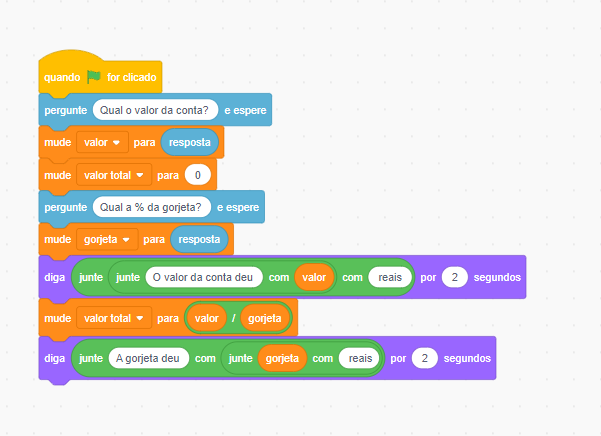 quando for clicado
pergunte Qual o valor da conta? e espere
mude valor para resposta
mude valor total para 0
pergunte Qual a % da gorjeta? e espere
mude gorjeta para resposta
diga junte junte O valor da conta deu com valor com reais por 2 segundos
mude valor total para valor / gorjeta
diga junte A gorjeta deu com junte gorjeta com reais por 2 segundos